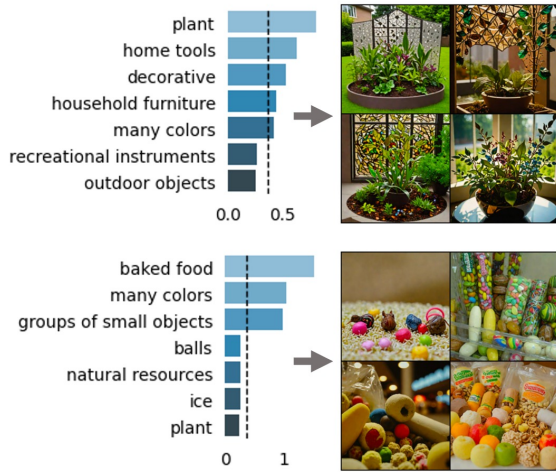 plant
home tools
decorative
household furniture
many colors
recreational instruments
outdoor objects
0.0 0.5
baked food
many colors
groups of small objects
balls
natural resources
ice
plant
0 1